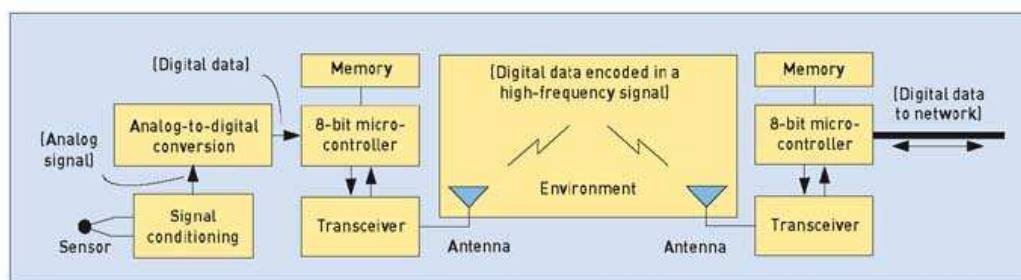 [Digital data]
[Analog
signal]
Analog-to-digital
conversion
Sensor
Signal
conditioning
Memory
8-bit micro-
controller
Transceiver
Antenna
[Digital data encoded in a
high-frequency signal]
Environment
Antenna
Memory
8-bit micro-
controller
Transceiver
[Digital data
to network]